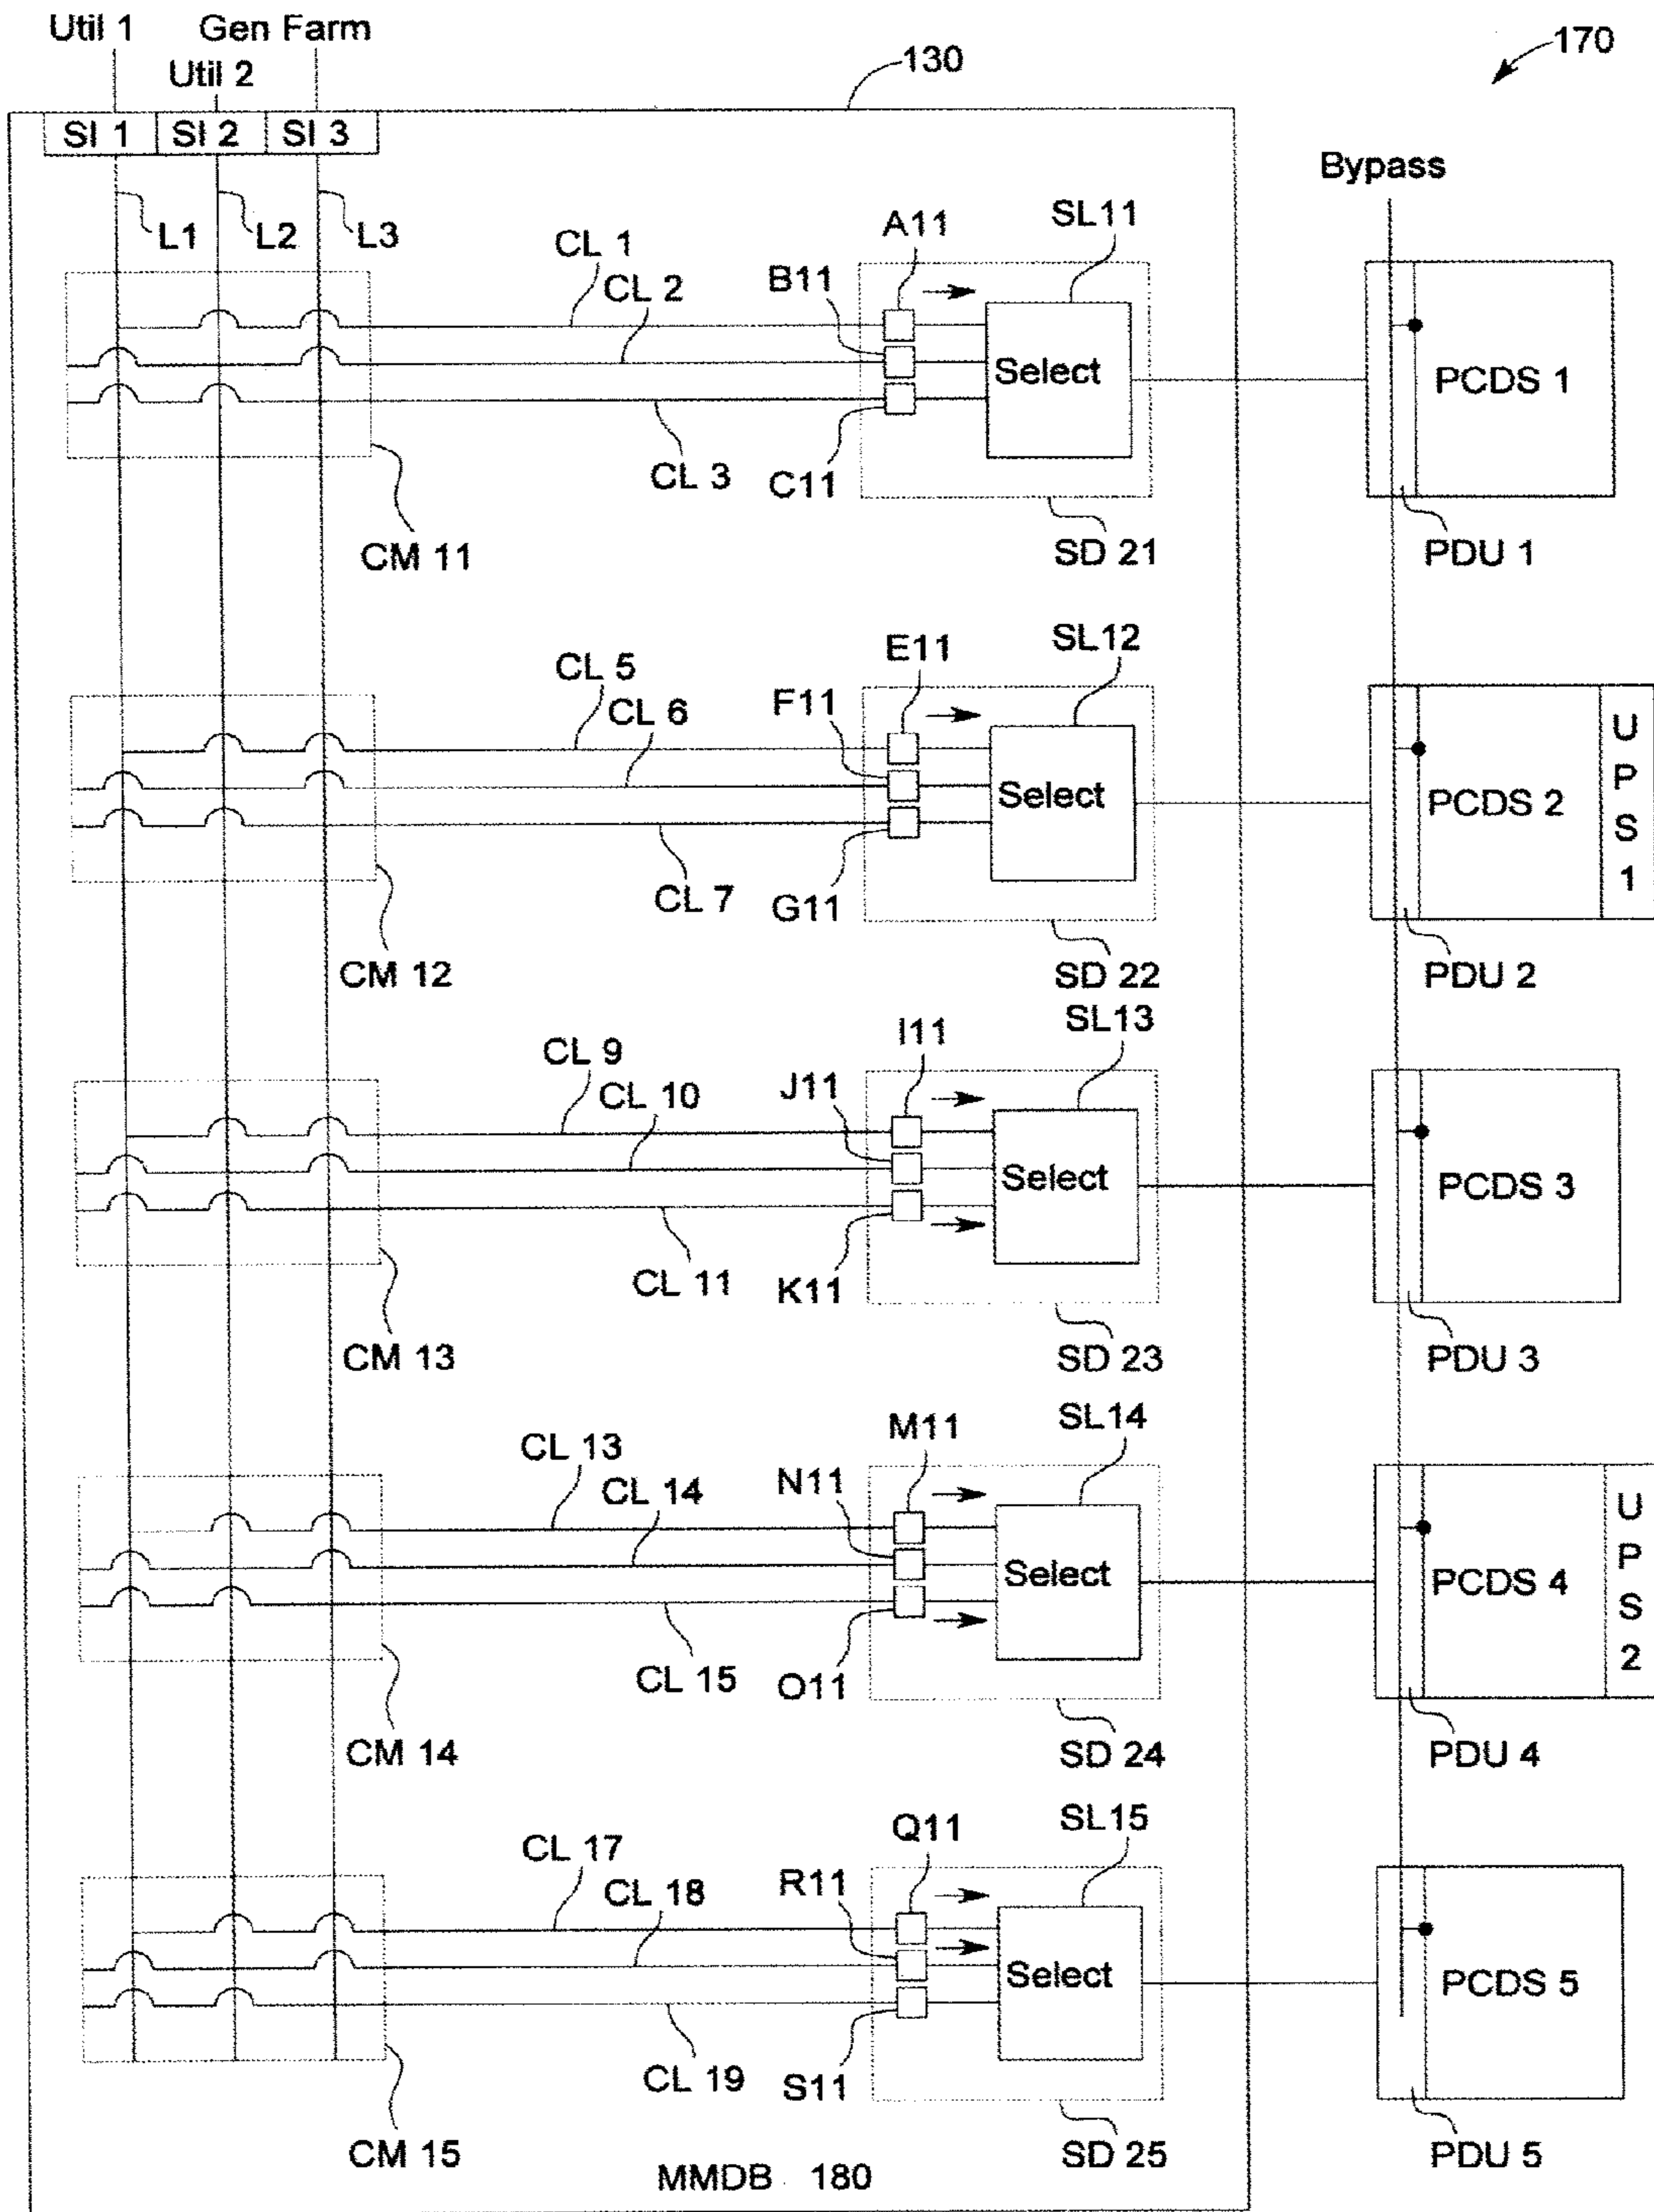 Util 1 Gen Farm
Util 2
130
170
SI 1 SI 2 SI 3
Bypass
L1 L2 L3
A11 SL11
CL 1
CL 2 B11
Select
PCDS 1
CL 3 C11
CM 11 SD 21 PDU 1
E11 SL12
CL 5
CL 6 F11
UPS 1
Select
PCDS 2
CL 7 G11
CM 12 SD 22 PDU 2
I11 SL13
CL 9
CL 10 J11
Select
PCDS 3
CL 11 K11
CM 13 SD 23 PDU 3
M11 SL14
CL 13
CL 14 N11
UPS 2
Select
PCDS 4
CL 15 O11
CM 14 SD 24 PDU 4
Q11 SL15
CL 17
CL 18 R11
Select
PCDS 5
CL 19 S11
CM 15 SD 25 PDU 5
MMDB 180